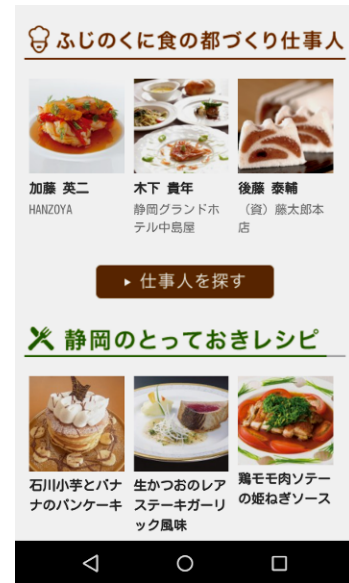 ふじのくに食の都づくり仕事人
加藤 英二
HANZOYA
木下 貴年
静岡グランドホ
テル中島屋
後藤 泰輔
（資）藤太郎本
店
仕事人を探す
静岡のとっておきレシピ
石川小芋とバナ
ナのパンケーキ
生かつおのレア
ステーキガーリ
ック風味
鶏モモ肉ソテー
の姫ねぎソース